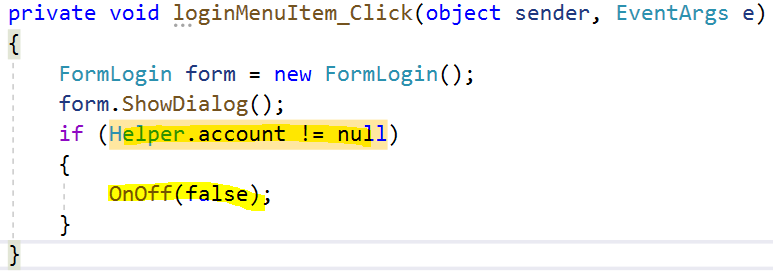 private void loginMenuItem_Click(object sender, EventArgs e)
{
    FormLogin form = new FormLogin();
    form.ShowDialog();
    if (Helper.account != null)
    {
        OnOff(false);
    }
}